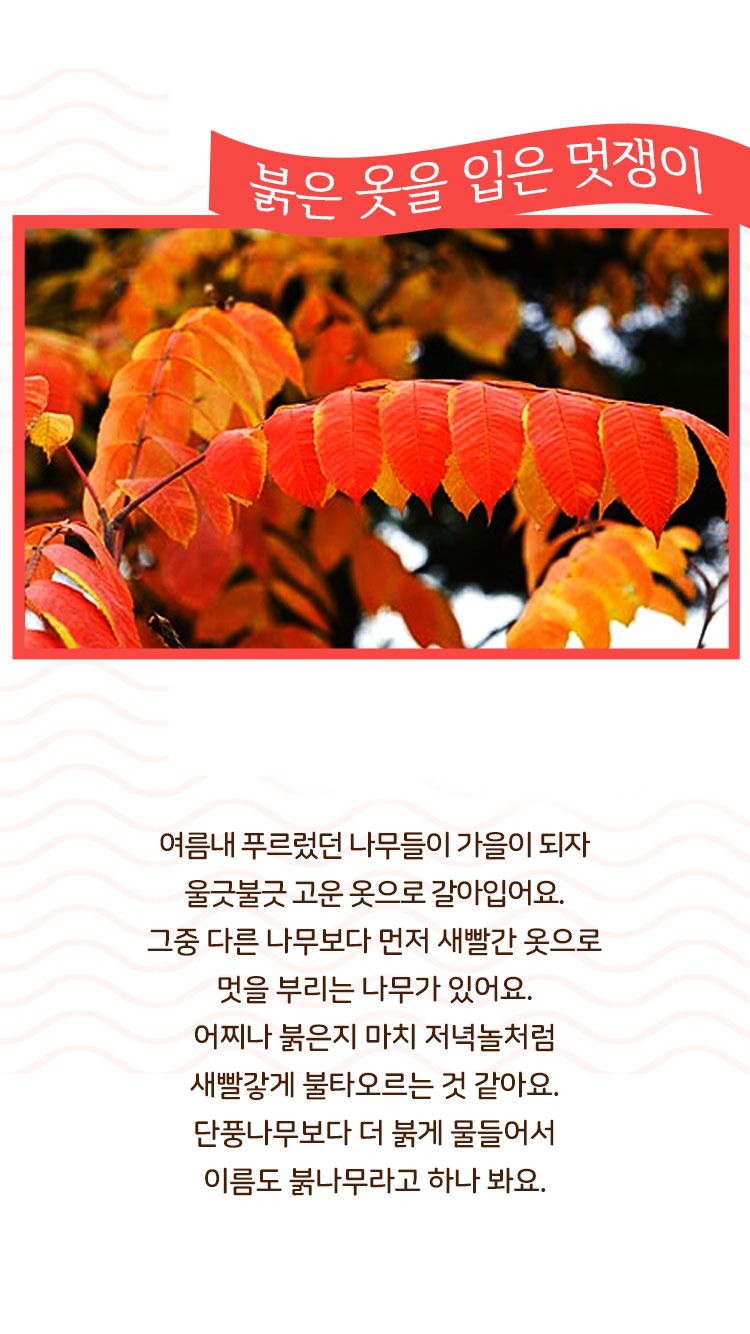 붉은 옷을 입은 멋쟁이
여름내 푸르렀던 나무들이 가을이 되자
울긋불긋 고운 옷으로 갈아입어요.
그중 다른 나무보다 먼저 새빨간 옷으로
멋을 부리는 나무가 있어요.
어찌나 붉은지 마치 저녁놀처럼
새빨갛게 불타오르는 것 같아요.
단풍나무보다 더 붉게 물들어서
이름도 붉나무라고 하나 봐요.